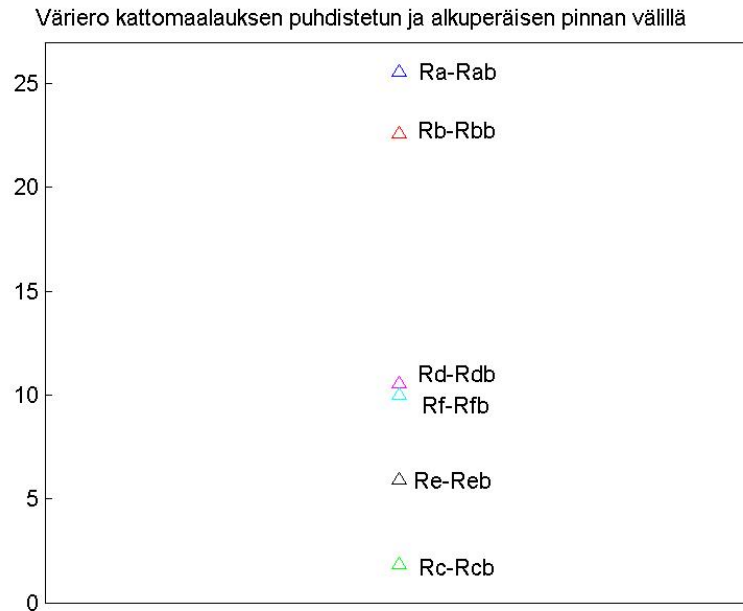 Väriero kattomaalauksen puhdistetun ja alkuperäisen pinnan välillä
25
Ra-Rab
Rb-Rbb
20
15
Rd-Rdb
10
Rf-Rfb
Re-Reb
5
Rc-Rcb
0